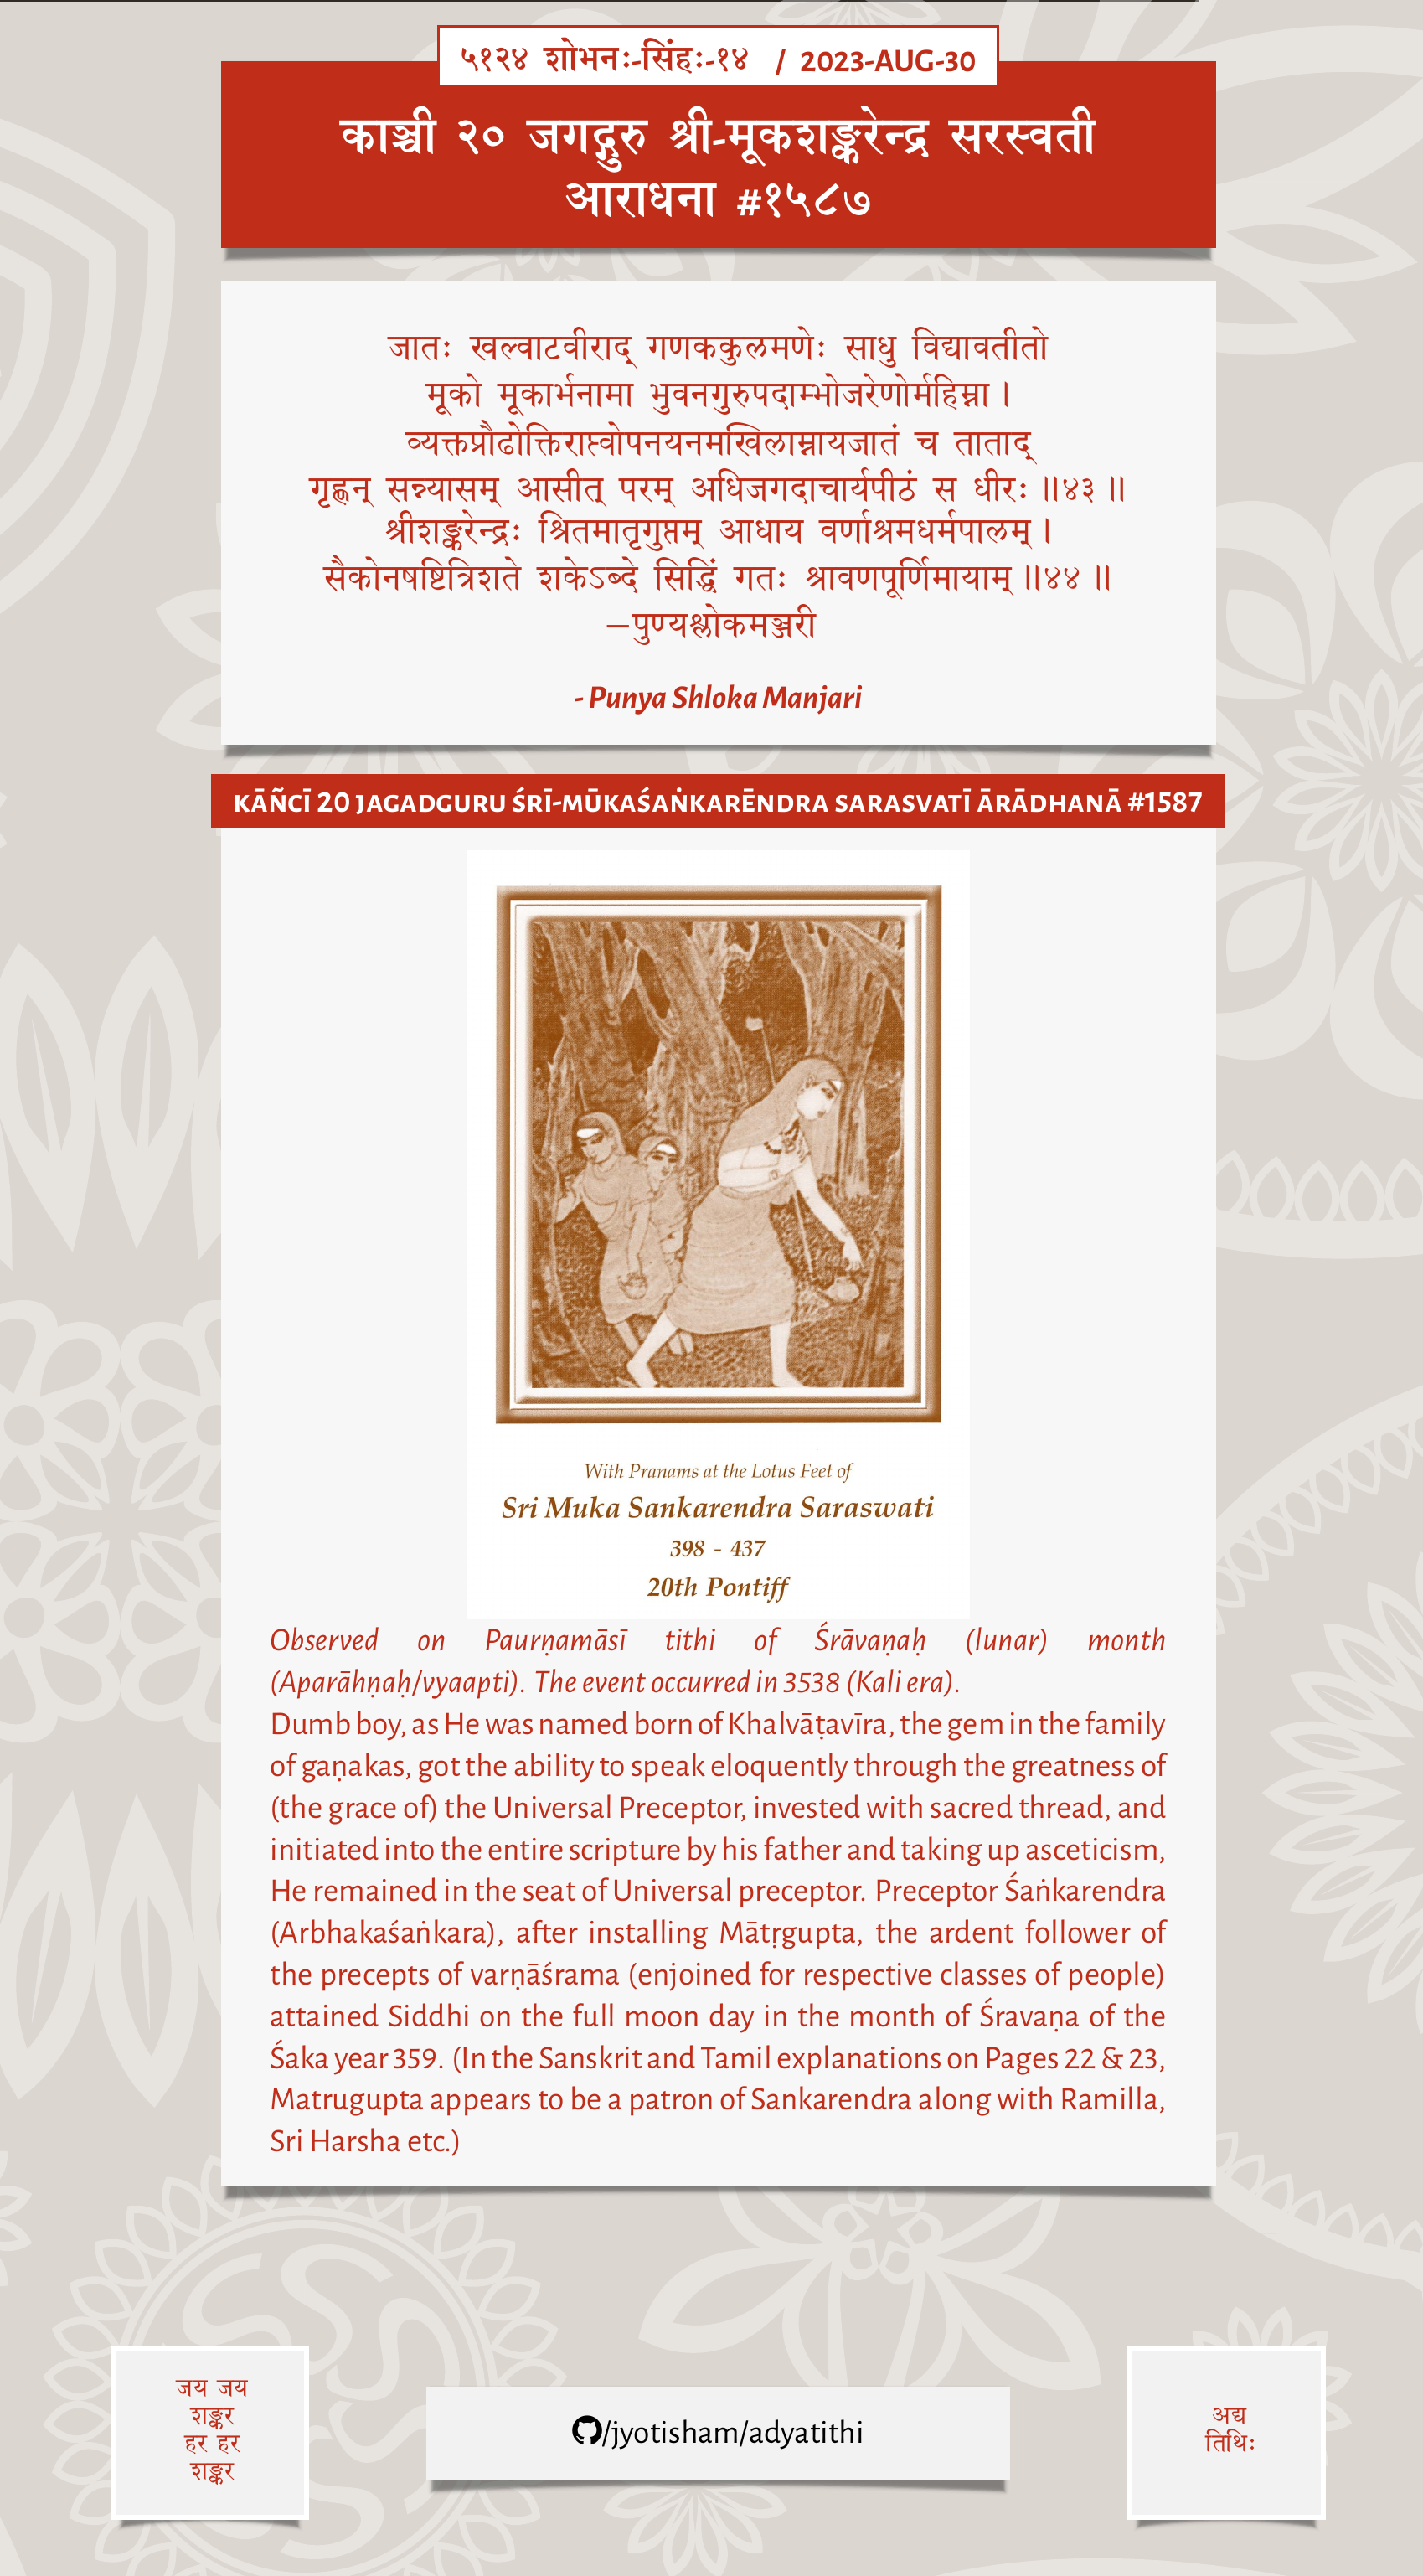 ५१२४ शोभनः-सिंहः-१४ / 2023-AUG-30
काञ्ची २० जगद्गुरु श्री-मूकशङ्करेन्द्र सरस्वती
आराधना #१५८७
जातः खल्वाटवीराद् गणककुलमणेः साधु विद्यावतीतो
मूको मूकार्भनामा भुवनगुरुपदाम्भोजरेणोर्महिम्ना।
व्यक्तप्रौढोक्तिराप्त्वोपनयनमखिलाम्नायजातं च ताताद्
गृह्णन् सन्न्यासम् आसीत् परम् अधिजगदाचार्यपीठं स धीरः॥४३॥
श्रीशङ्करेन्द्रः श्रितमातृगुप्तम् आधाय वर्णाश्रमधर्मपालम्।
सैकोनषष्टित्रिशते शकेऽब्दे सिद्धिं गतः श्रावणपूर्णिमायाम्॥४४॥
—पुण्यश्लोकमञ्जरी
- Punya Shloka Manjari
KĀÑCĪ 20 JAGADGURU ŚRĪ-MŪKAŚAṄKARĒNDRA SARASVATĪ ĀRĀDHANĀ #1587
With Pranams at the Lotus Feet of
Sri Muka Sankarendra Saraswati
398 - 437
20th Pontiff
Observed on Paurṇamāsī tithi of Śrāvaṇaḥ (lunar) month
(Aparāhṇaḥ/vyaapti). The event occurred in 3538 (Kali era).
Dumb boy, as He was named born of Khalvāṭavīra, the gem in the family
of gaṇakas, got the ability to speak eloquently through the greatness of
(the grace of) the Universal Preceptor, invested with sacred thread, and
initiated into the entire scripture by his father and taking up asceticism,
He remained in the seat of Universal preceptor. Preceptor Śaṅkarendra
(Arbhakaśaṅkara), after installing Mātṛgupta, the ardent follower of
the precepts of varṇāśrama (enjoined for respective classes of people)
attained Siddhi on the full moon day in the month of Śravaṇa of the
Śaka year 359. (In the Sanskrit and Tamil explanations on Pages 22 & 23,
Matrugupta appears to be a patron of Sankarendra along with Ramilla,
Sri Harsha etc.)
जय जय
शङ्कर
हर हर
शङ्कर
/jyotisham/adyatithi
अद्य
तिथिः